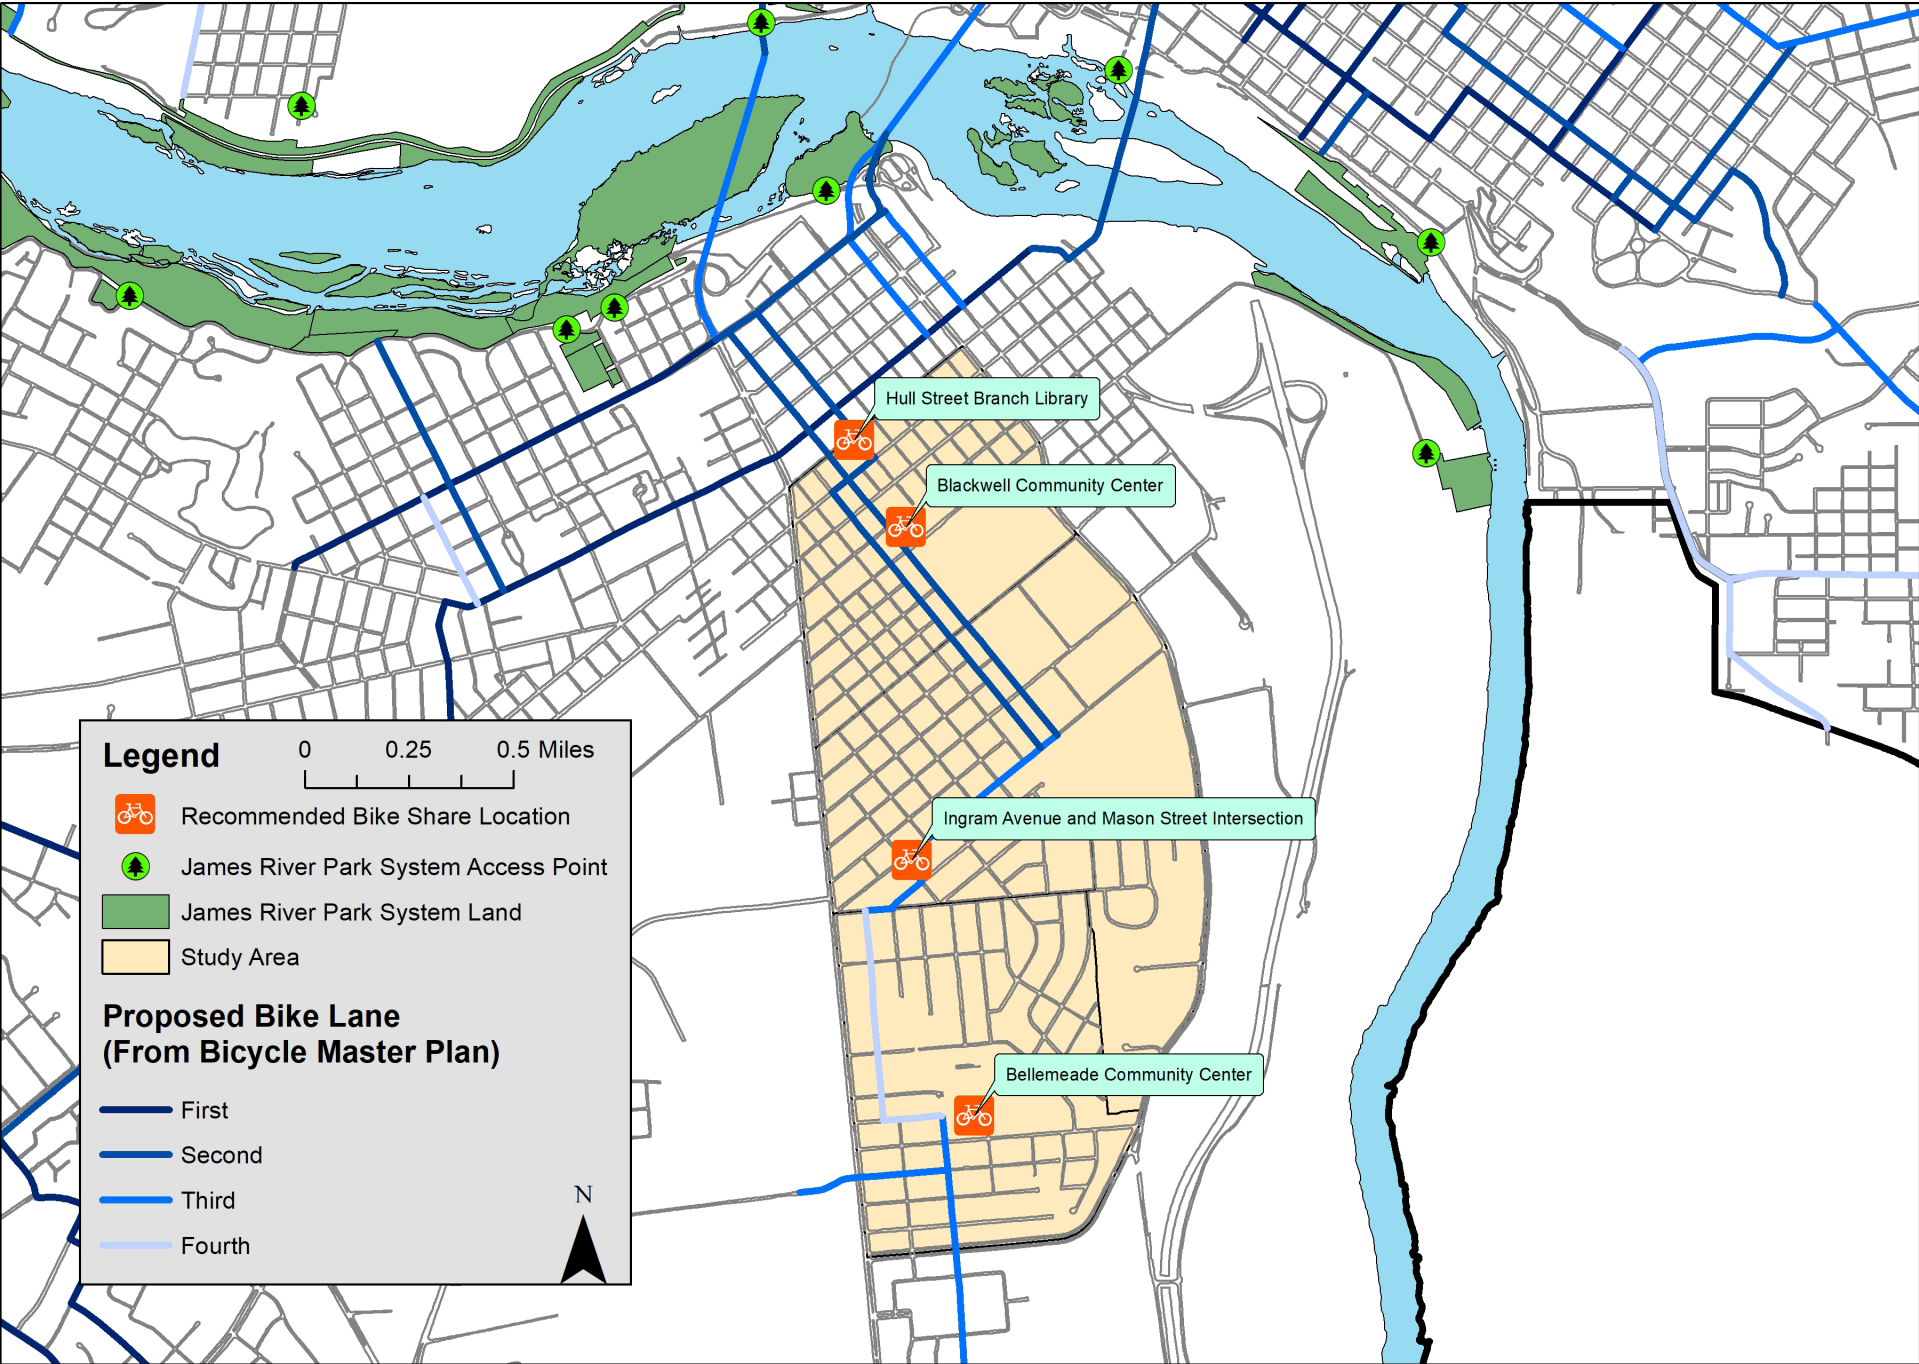 Hull Street Branch Library
Blackwell Community Center
Ingram Avenue and Mason Street Intersection
Bellemeade Community Center
Legend
0 0.25 0.5 Miles
Recommended Bike Share Location
James River Park System Access Point
James River Park System Land
Study Area
Proposed Bike Lane
(From Bicycle Master Plan)
First
Second
Third
Fourth
N